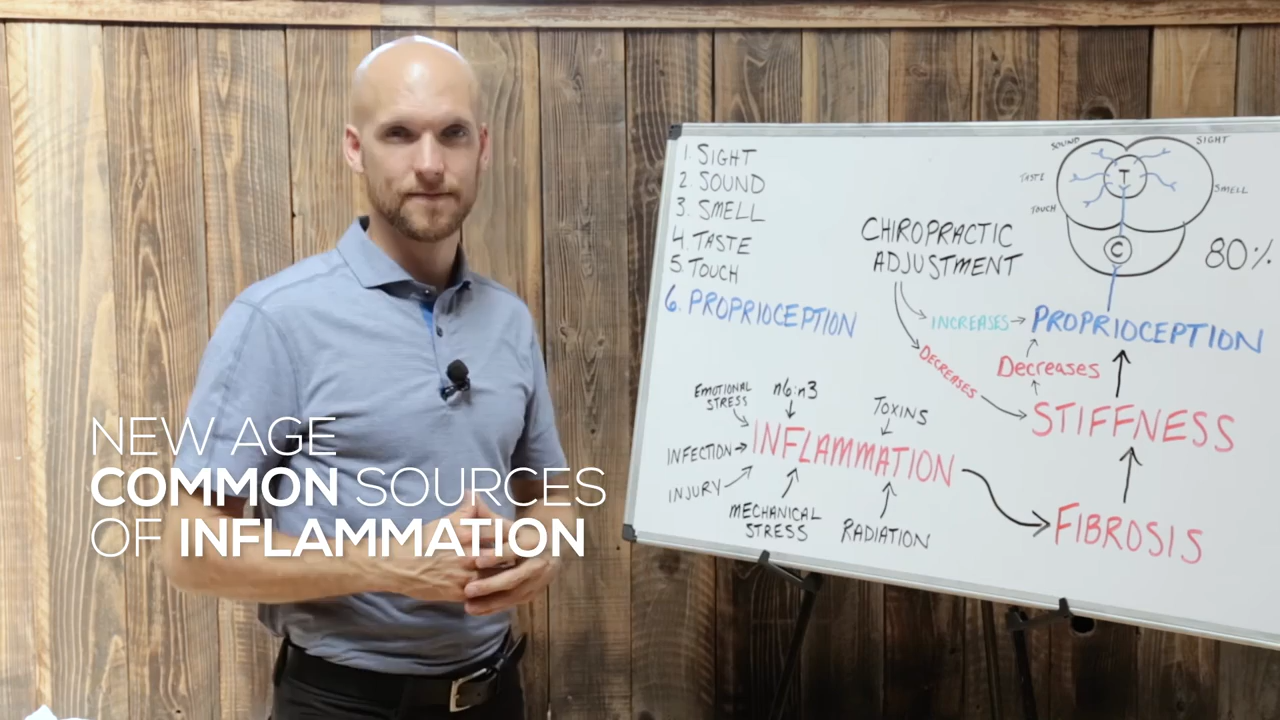 NEW AGE
COMMON SOURCES
OF INFLAMMATION
1. SIGHT
2. SOUND
3. SMELL
4. TASTE
5. TOUCH
6. PROPRIOCEPTION
SOUND
SIGHT
TASTE
SMELL
TOUCH
T
C
80%
CHIROPRACTIC
ADJUSTMENT
INCREASES
PROPRIOCEPTION
DECREASES
Decreases
STIFFNESS
EMOTIONAL
STRESS
n6:n3
TOXINS
INFECTION
INFLAMMATION
INJURY
MECHANICAL
STRESS
RADIATION
FIBROSIS